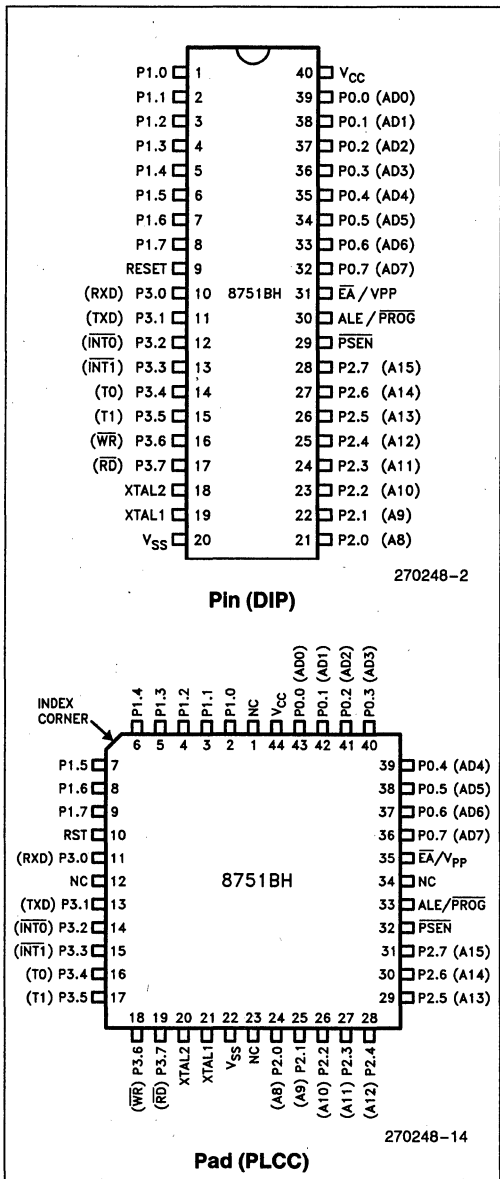 P1.0 1 40 VCC
P1.1 2 39 P0.0 (AD0)
P1.2 3 38 P0.1 (AD1)
P1.3 4 37 P0.2 (AD2)
P1.4 5 36 P0.3 (AD3)
P1.5 6 35 P0.4 (AD4)
P1.6 7 34 P0.5 (AD5)
P1.7 8 33 P0.6 (AD6)
RESET 9 32 P0.7 (AD7)
(RXD) P3.0 10 8751BH 31 E̅A̅/VPP
(TXD) P3.1 11 30 ALE/P̅R̅O̅G̅
(I̅N̅T̅0̅) P3.2 12 29 P̅S̅E̅N̅
(I̅N̅T̅1̅) P3.3 13 28 P2.7 (A15)
(T0) P3.4 14 27 P2.6 (A14)
(T1) P3.5 15 26 P2.5 (A13)
(W̅R̅) P3.6 16 25 P2.4 (A12)
(R̅D̅) P3.7 17 24 P2.3 (A11)
XTAL2 18 23 P2.2 (A10)
XTAL1 19 22 P2.1 (A9)
VSS 20 21 P2.0 (A8)
270248-2
Pin (DIP)
INDEX
CORNER
P1.4 P1.3 P1.2 P1.1 P1.0 NC VCC P0.0 (AD0) P0.1 (AD1) P0.2 (AD2) P0.3 (AD3)
6 5 4 3 2 1 44 43 42 41 40
P1.5 7 39 P0.4 (AD4)
P1.6 8 38 P0.5 (AD5)
P1.7 9 37 P0.6 (AD6)
RST 10 36 P0.7 (AD7)
(RXD) P3.0 11 35 E̅A̅/VPP
NC 12 8751BH 34 NC
(TXD) P3.1 13 33 ALE/P̅R̅O̅G̅
(I̅N̅T̅0̅) P3.2 14 32 P̅S̅E̅N̅
(I̅N̅T̅1̅) P3.3 15 31 P2.7 (A15)
(T0) P3.4 16 30 P2.6 (A14)
(T1) P3.5 17 29 P2.5 (A13)
18 19 20 21 22 23 24 25 26 27 28
(W̅R̅) P3.6 (R̅D̅) P3.7 XTAL2 XTAL1 VSS NC (A8) P2.0 (A9) P2.1 (A10) P2.2 (A11) P2.3 (A12) P2.4
270248-14
Pad (PLCC)